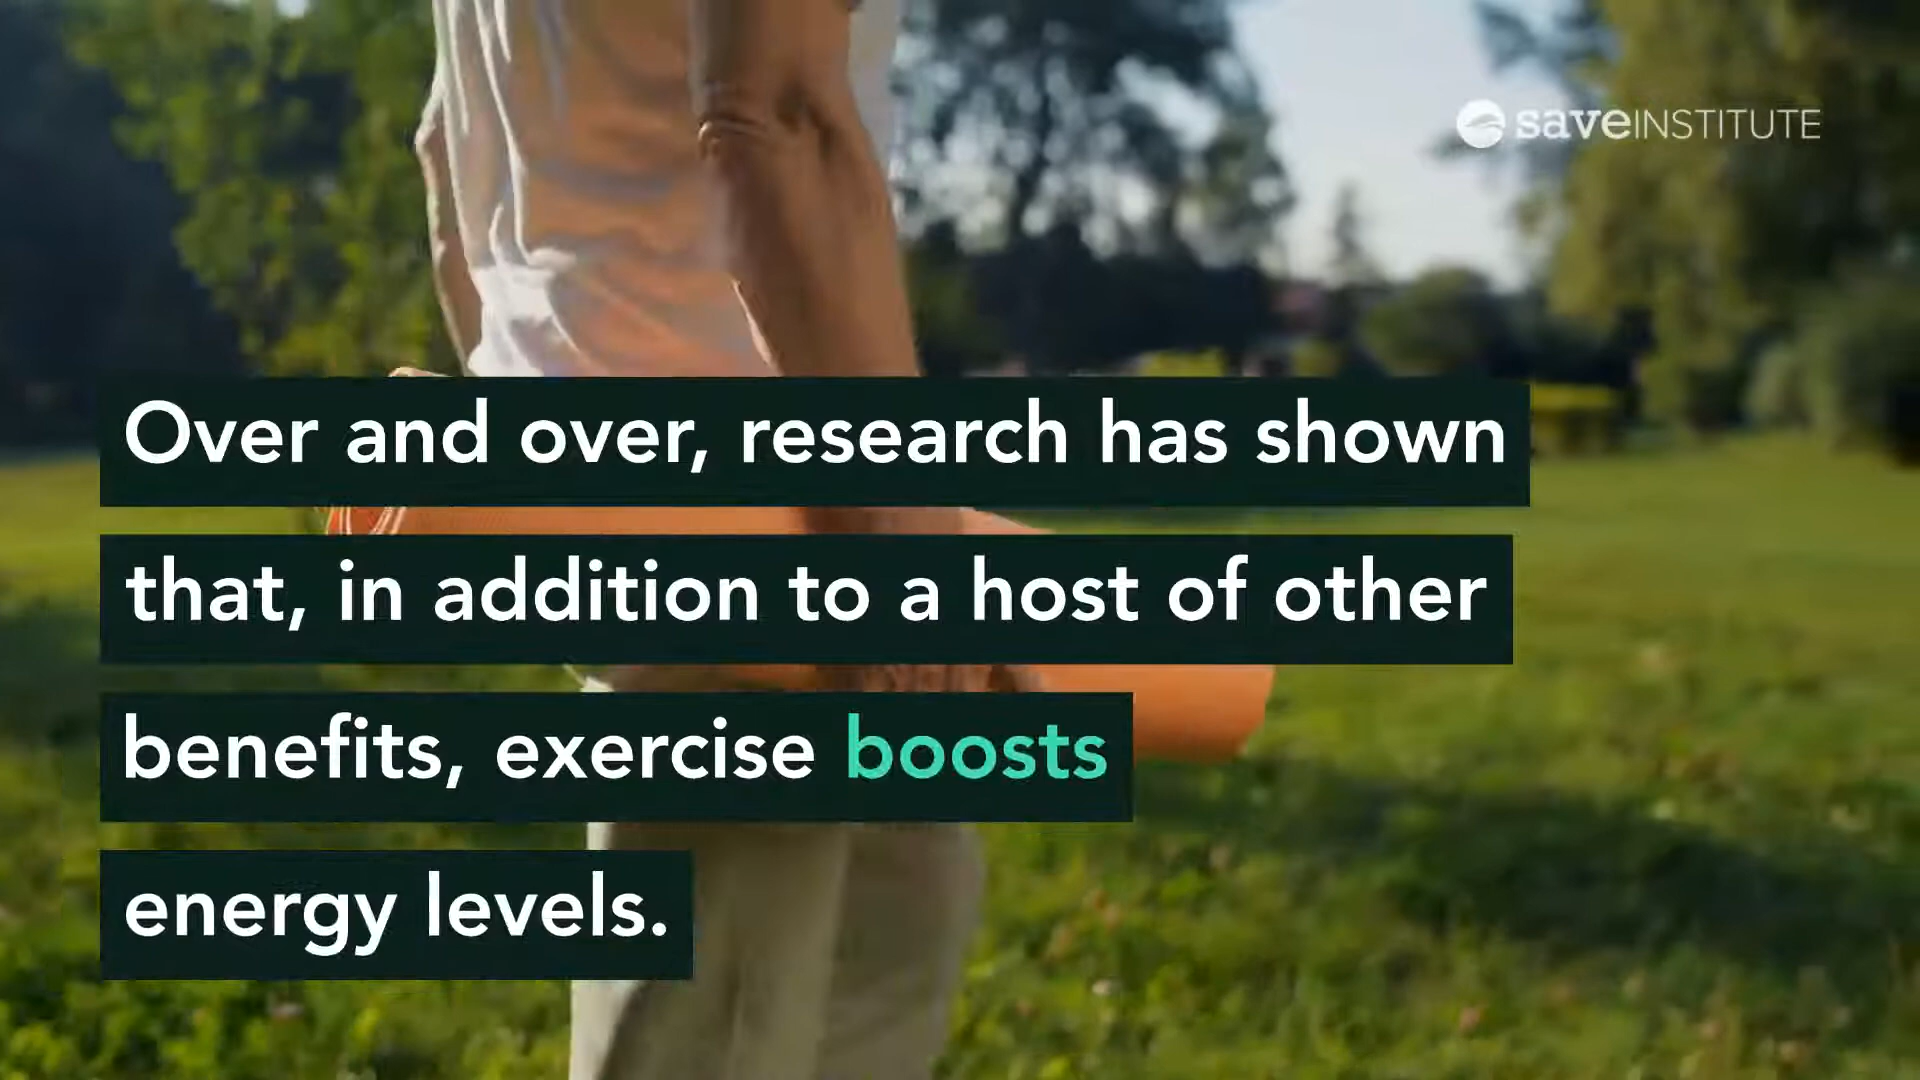 saveINSTITUTE
Over and over, research has shown
that, in addition to a host of other
benefits, exercise boosts
energy levels.